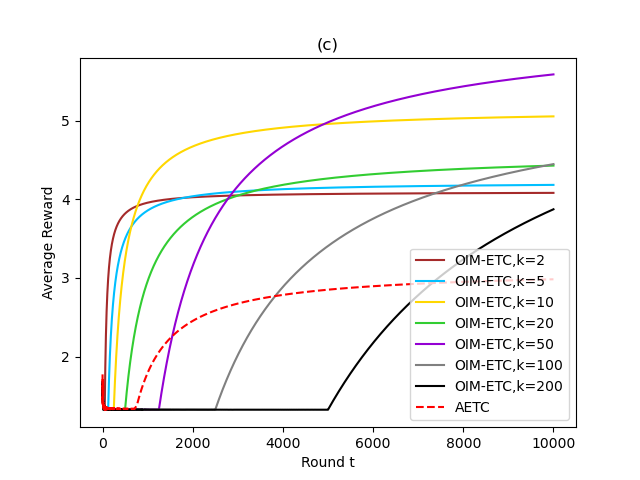 (c)
Average Reward
5
4
3
2
0
2000
4000
6000
8000
10000
Round t
OIM-ETC,k=2
OIM-ETC,k=5
OIM-ETC,k=10
OIM-ETC,k=20
OIM-ETC,k=50
OIM-ETC,k=100
OIM-ETC,k=200
AETC